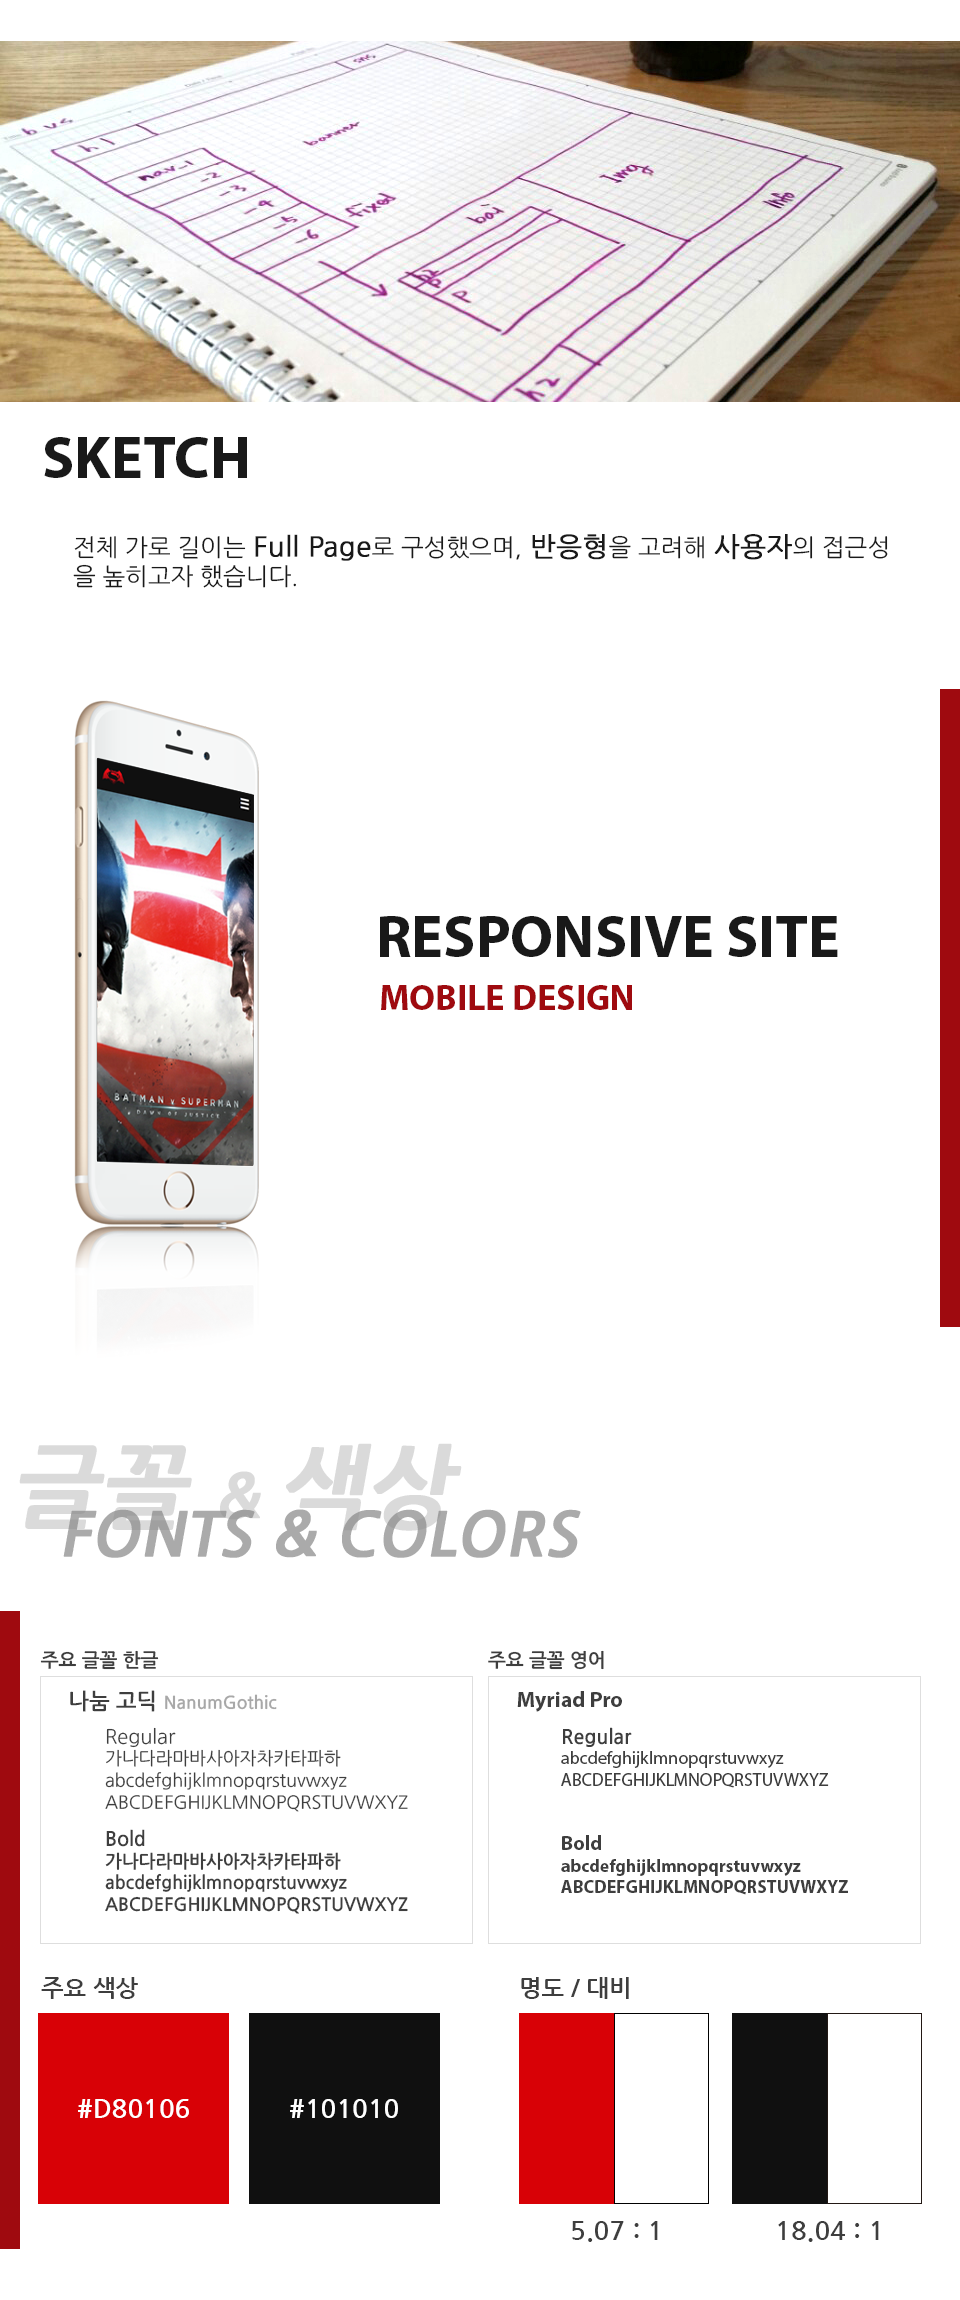 b vs
h1
sns
banner
nav_1
-2
-3
-4
-5
-6
fixed
bai
Img
Info
p2
p
h2
SKETCH
전체 가로 길이는 Full Page로 구성했으며, 반응형을 고려해 사용자의 접근성
을 높히고자 했습니다.
BATMAN v SUPERMAN
DAWN OF JUSTICE
RESPONSIVE SITE
MOBILE DESIGN
글꼴 & 색상
FONTS & COLORS
주요 글꼴 한글
나눔 고딕 NanumGothic
Regular
가나다라마바사아자차카타파하
abcdefghijklmnopqrstuvwxyz
ABCDEFGHIJKLMNOPQRSTUVWXYZ
Bold
가나다라마바사아자차카타파하
abcdefghijklmnopqrstuvwxyz
ABCDEFGHIJKLMNOPQRSTUVWXYZ
주요 글꼴 영어
Myriad Pro
Regular
abcdefghijklmnopqrstuvwxyz
ABCDEFGHIJKLMNOPQRSTUVWXYZ
Bold
abcdefghijklmnopqrstuvwxyz
ABCDEFGHIJKLMNOPQRSTUVWXYZ
주요 색상
#D80106
#101010
명도 / 대비
5.07 : 1
18.04 : 1